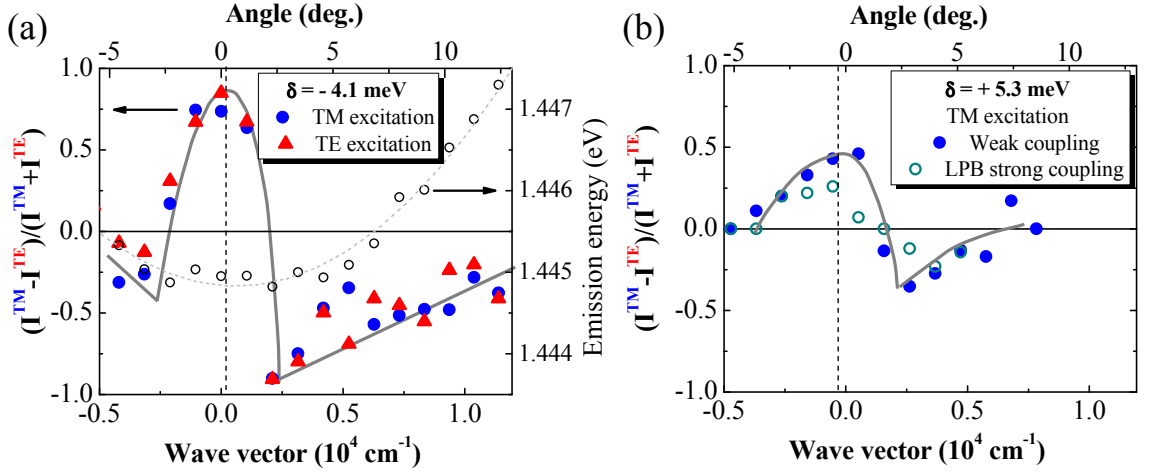 (a)
Angle (deg.)
-5 0 5 10
1.0
0.5
0.0
-0.5
-1.0
(I^TM-I^TE)/(I^TM+I^TE)
δ = - 4.1 meV
TM excitation
TE excitation
1.447
1.446
1.445
1.444
Emission energy (eV)
-0.5 0.0 0.5 1.0
Wave vector (10^4 cm^-1)
(b)
Angle (deg.)
-5 0 5 10
1.0
0.5
0.0
-0.5
-1.0
(I^TM-I^TE)/(I^TM+I^TE)
δ = + 5.3 meV
TM excitation
Weak coupling
LPB strong coupling
-0.5 0.0 0.5 1.0
Wave vector (10^4 cm^-1)